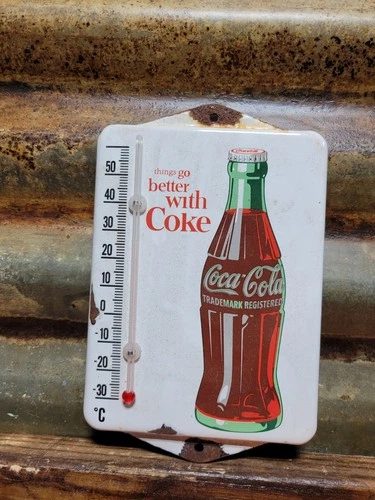 things go
better
with
Coke
Coca-Cola
TRADEMARK REGISTERED
50
40
30
20
10
0
-10
-20
-30
°C